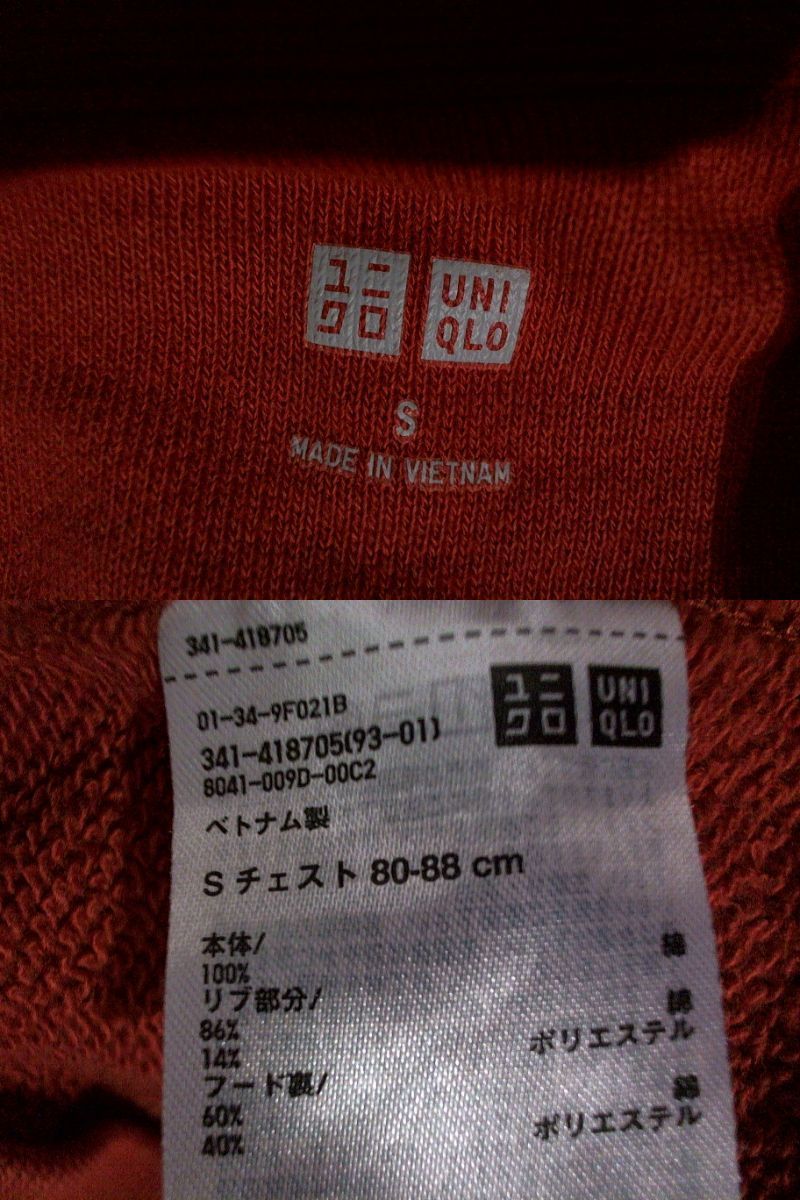 ユニ
クロ
UNI
QLO
S
MADE IN VIETNAM
341-418705
01-34-9F021B
341-418705(93-01)
8041-009D-00C2
ユニ
クロ
UNI
QLO
ベトナム製
S チェスト 80-88 cm
本体/
100% 綿
リブ部分/
86% 綿
14% ポリエステル
フード裏/
60% 綿
40% ポリエステル